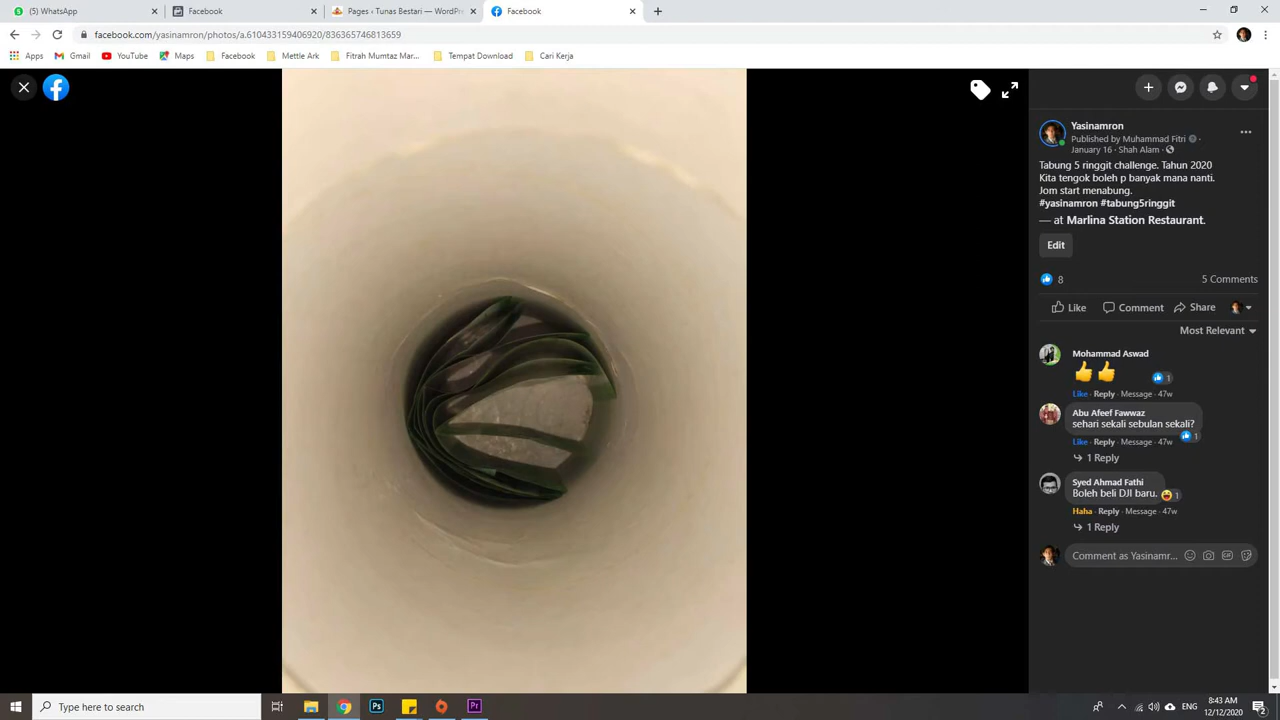 (5) WhatsApp
Facebook
Pages ‹ Tunas Bestari — WordPre
Facebook
facebook.com/yasinamron/photos/a.610433159406920/836365746813659
Apps
Gmail
YouTube
Maps
Facebook
Mettle Ark
Fitrah Mumtaz Mar...
Tempat Download
Cari Kerja
Yasinamron
Published by Muhammad Fitri ·
January 16 · Shah Alam ·
Tabung 5 ringgit challenge. Tahun 2020
Kita tengok boleh p banyak mana nanti.
Jom start menabung.
#yasinamron #tabung5ringgit
— at Marlina Station Restaurant.
Edit
8
5 Comments
Like
Comment
Share
Most Relevant
Mohammad Aswad
1
Like · Reply · Message · 47w
Abu Afeef Fawwaz
sehari sekali sebulan sekali?
1
Like · Reply · Message · 47w
1 Reply
Syed Ahmad Fathi
Boleh beli DJI baru.
1
Haha · Reply · Message · 47w
1 Reply
Comment as Yasinamr...
GIF
Type here to search
Ps
Pr
ENG
8:43 AM
12/12/2020
2